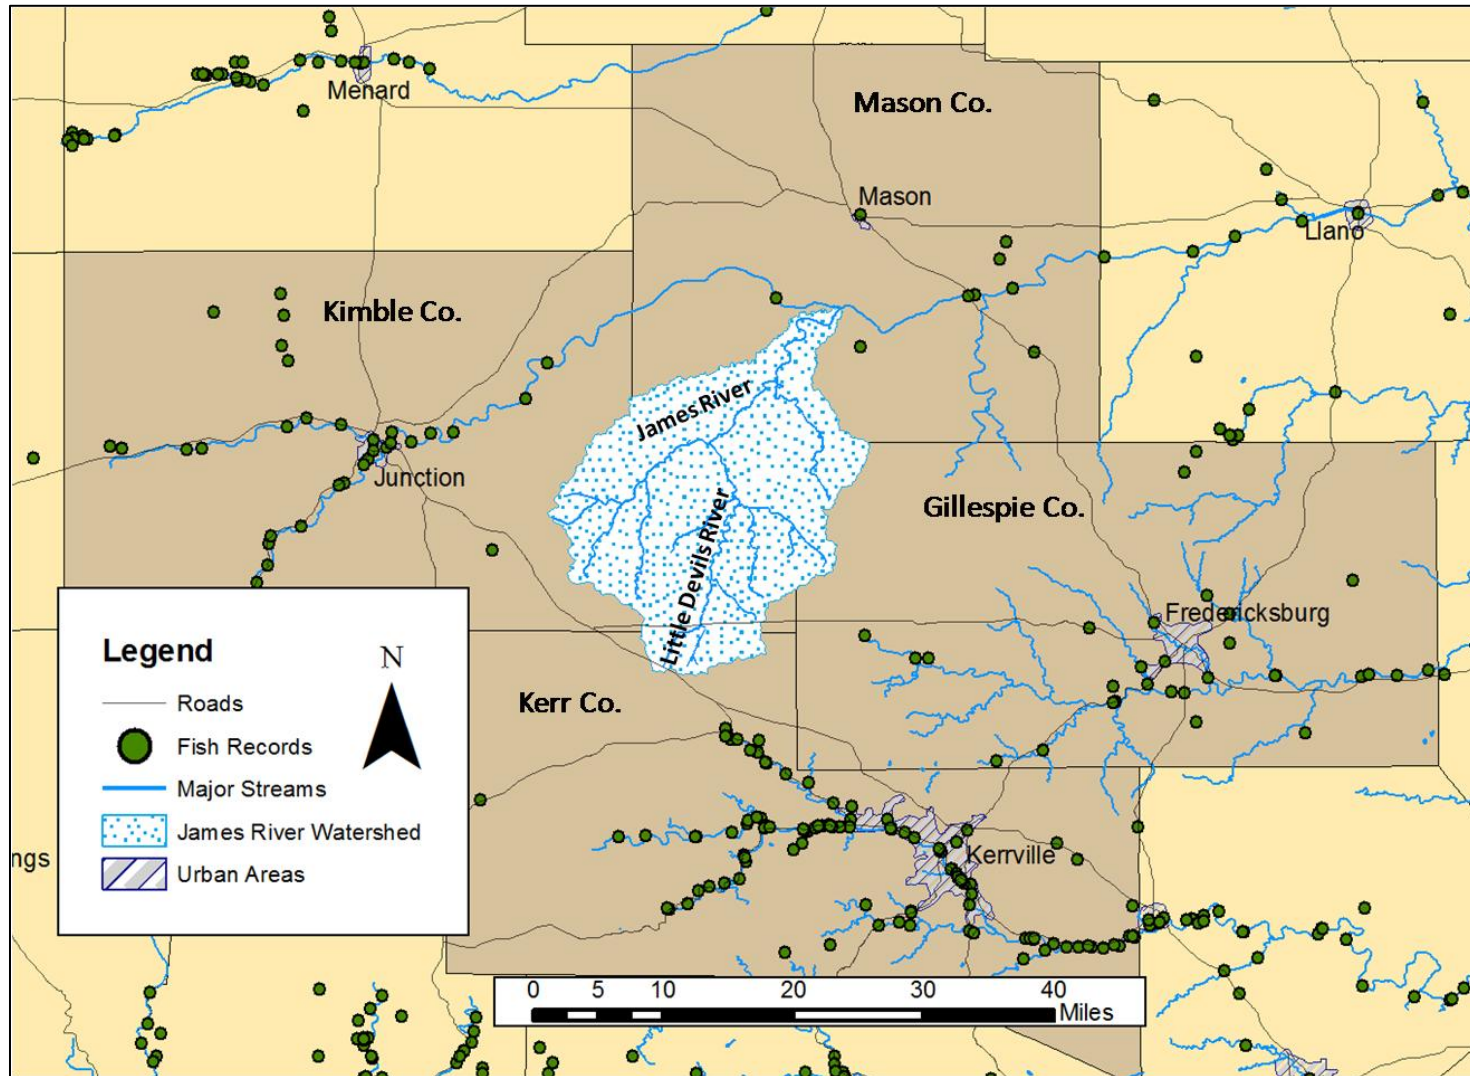 Menard
Mason Co.
Mason
Llano
Kimble Co.
James River
Junction
Gillespie Co.
Little Devils River
Fredericksburg
Kerr Co.
Kerrville
ngs
Legend
N
Roads
Fish Records
Major Streams
James River Watershed
Urban Areas
0 5 10 20 30 40
Miles